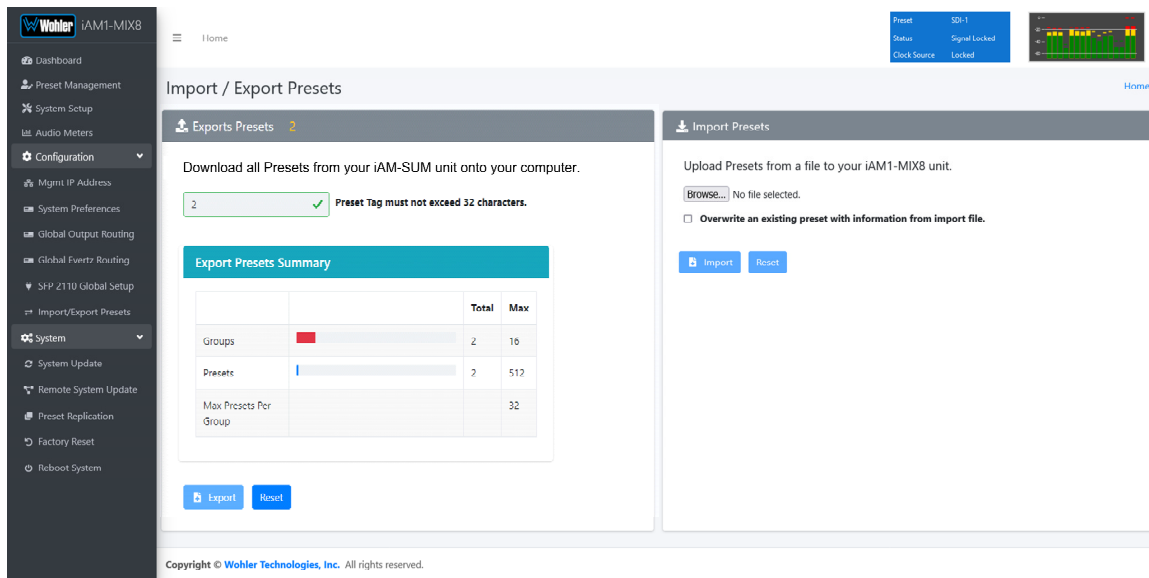 Wohler iAM1-MIX8
Dashboard
Preset Management
System Setup
Audio Meters
Configuration
Mgmt IP Address
System Preferences
Global Output Routing
Global Evertz Routing
SFP 2110 Global Setup
Import/Export Presets
System
System Update
Remote System Update
Preset Replication
Factory Reset
Reboot System
Home
Preset SDI-1
Status Signal Locked
Clock Source Locked
Import / Export Presets
Home
Exports Presets 2
Download all Presets from your iAM-SUM unit onto your computer.
2 Preset Tag must not exceed 32 characters.
Export Presets Summary
Total Max
Groups 2 16
Presets 2 512
Max Presets Per
Group 32
Export Reset
Import Presets
Upload Presets from a file to your iAM1-MIX8 unit.
Browse... No file selected.
Overwrite an existing preset with information from import file.
Import Reset
Copyright © Wohler Technologies, Inc. All rights reserved.